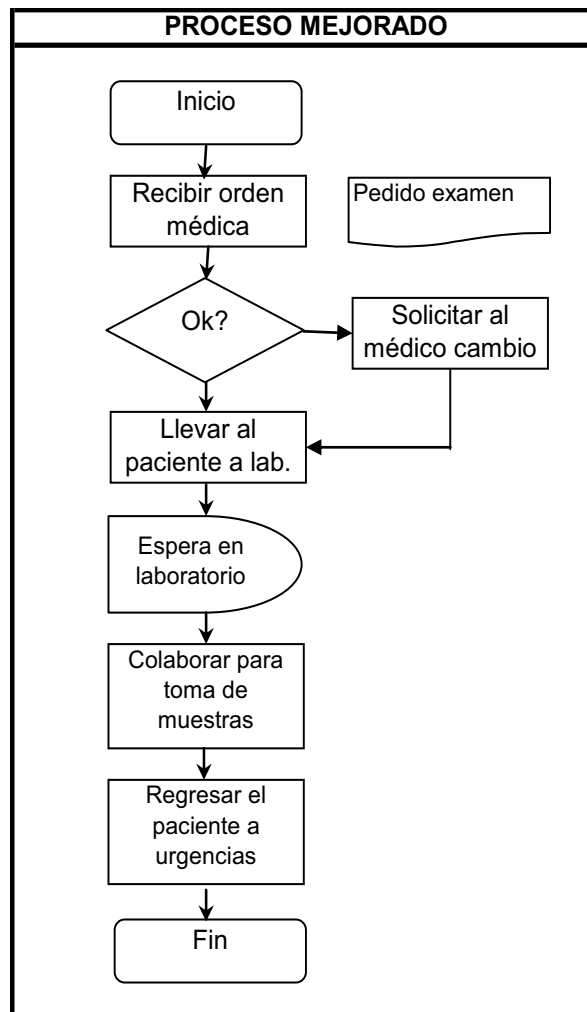 PROCESO MEJORADO
Inicio
Recibir orden
médica
Pedido examen
Ok?
Solicitar al
médico cambio
Llevar al
paciente a lab.
Espera en
laboratorio
Colaborar para
toma de
muestras
Regresar el
paciente a
urgencias
Fin